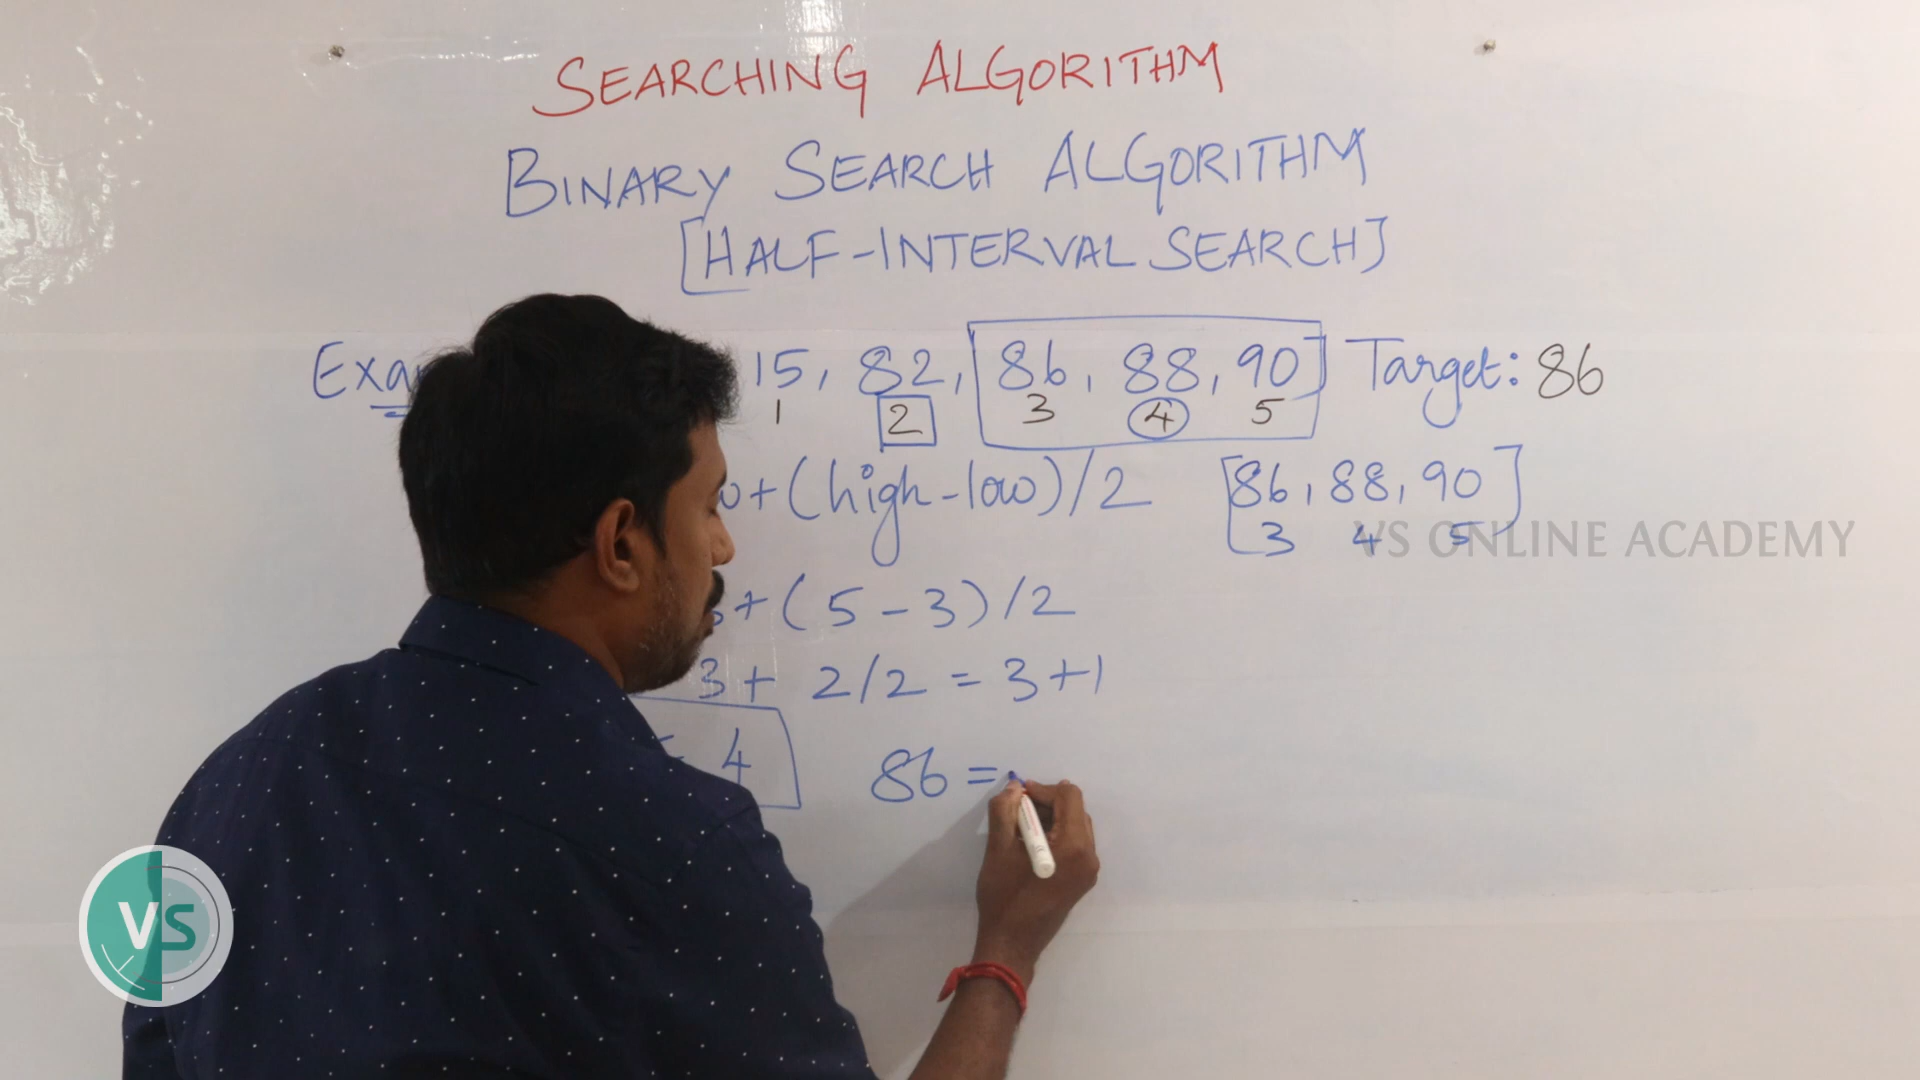 SEARCHING ALGORITHM
BINARY SEARCH ALGORITHM
[HALF-INTERVAL SEARCH]
15, 82, 86, 88, 90] Target: 86
1 2 3 4 5
+(high-low)/2 [86, 88, 90]
3 4 5
VS ONLINE ACADEMY
+(5-3)/2
3+ 2/2 = 3+1
= 4 86 =
VS